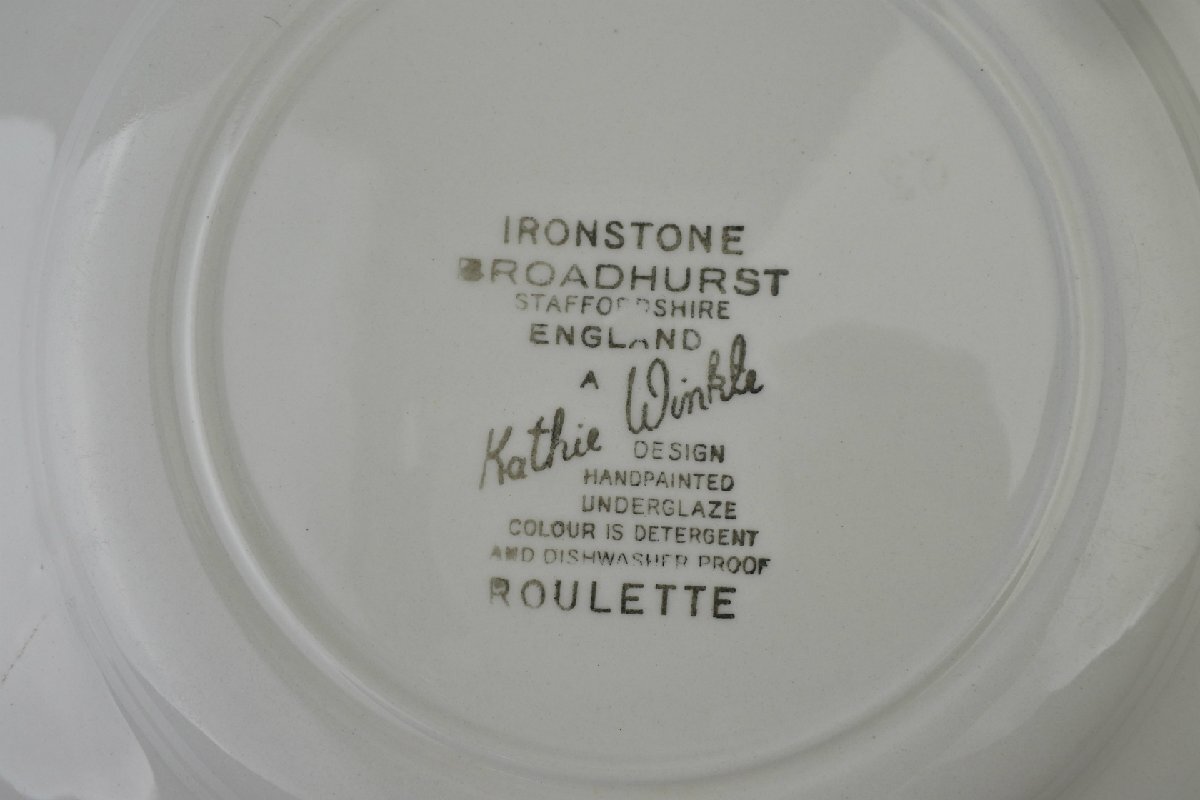 IRONSTONE
BROADHURST
STAFFORDSHIRE
ENGLAND
A
Kathie Winkle
DESIGN
HANDPAINTED
UNDERGLAZE
COLOUR IS DETERGENT
AND DISHWASHER PROOF
ROULETTE